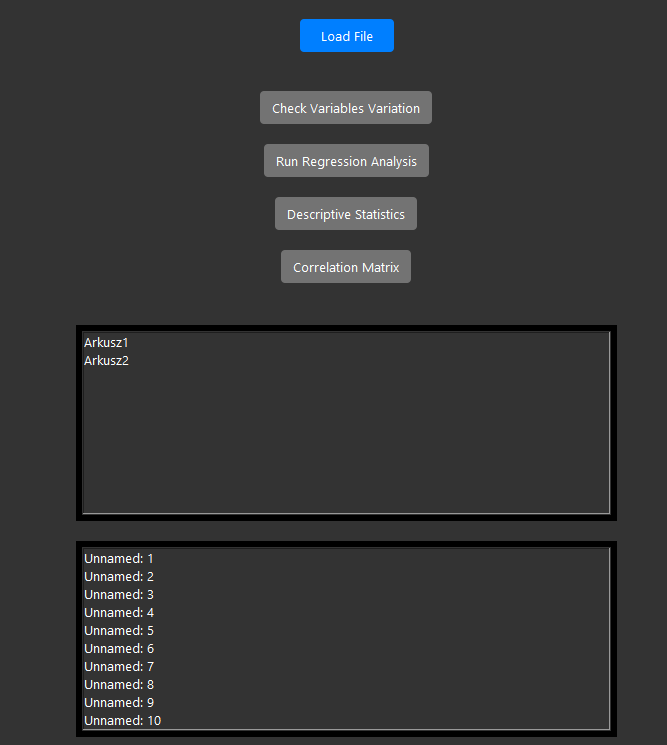 Load File
Check Variables Variation
Run Regression Analysis
Descriptive Statistics
Correlation Matrix
Arkusz1
Arkusz2
Unnamed: 1
Unnamed: 2
Unnamed: 3
Unnamed: 4
Unnamed: 5
Unnamed: 6
Unnamed: 7
Unnamed: 8
Unnamed: 9
Unnamed: 10